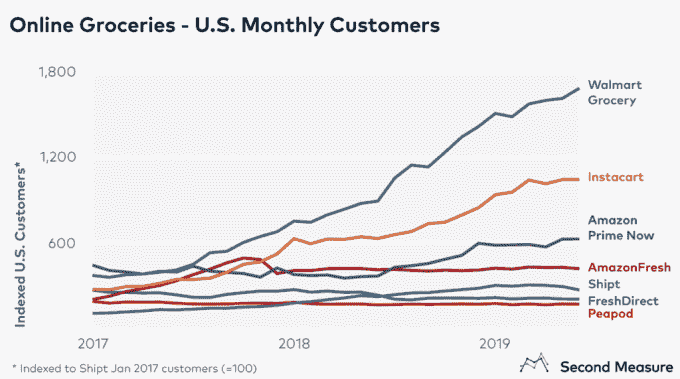 Online Groceries - U.S. Monthly Customers
1,800
1,200
600
Indexed U.S. Customers*
Walmart
Grocery
Instacart
Amazon
Prime Now
AmazonFresh
Shipt
FreshDirect
Peapod
2017
2018
2019
* Indexed to Shipt Jan 2017 customers (=100)
Second Measure